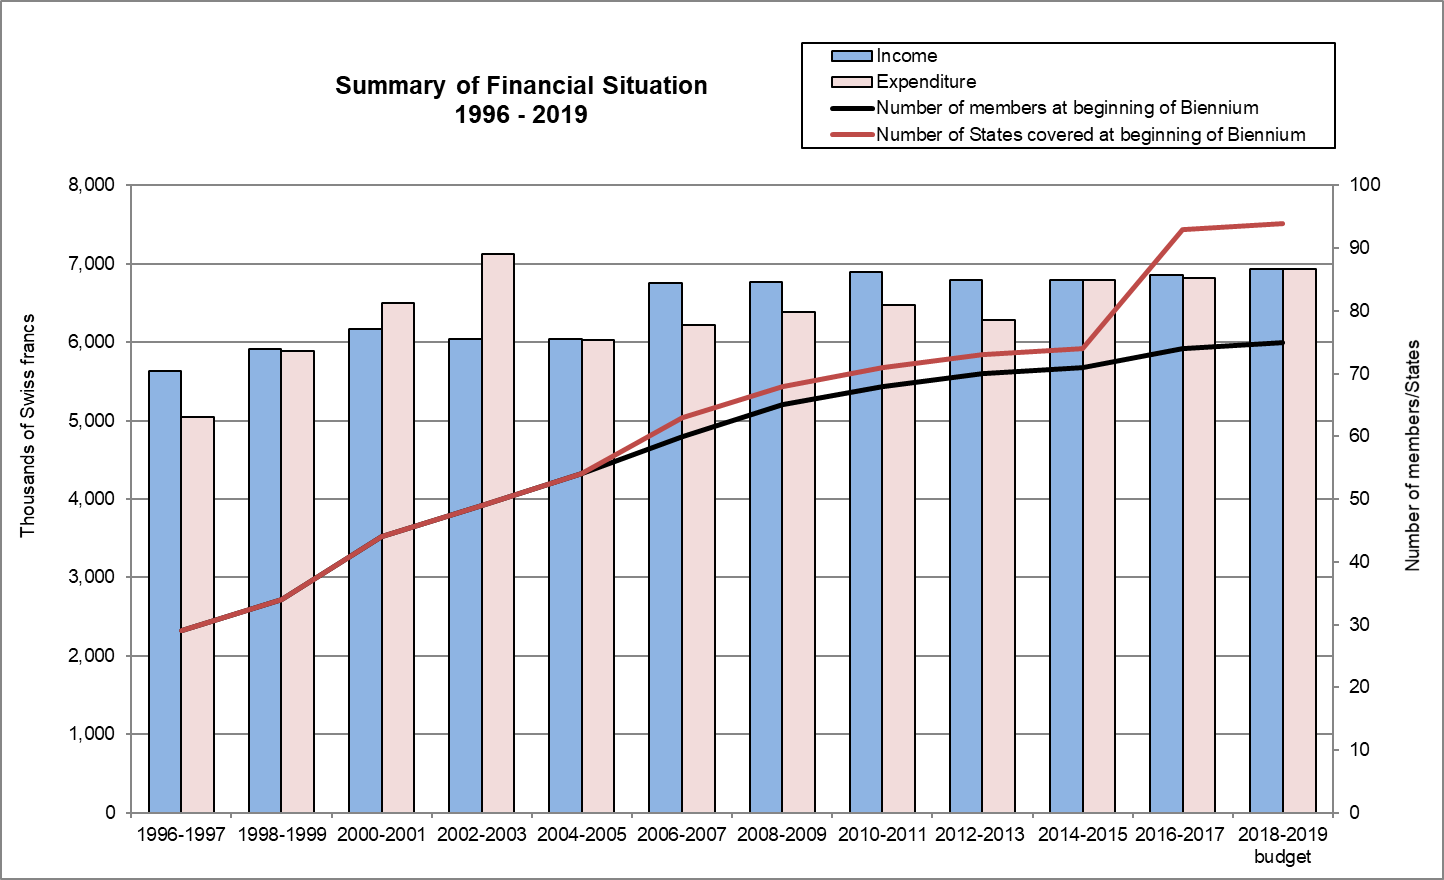 Summary of Financial Situation
1996 - 2019
Income
Expenditure
Number of members at beginning of Biennium
Number of States covered at beginning of Biennium
Thousands of Swiss francs
8,000
7,000
6,000
5,000
4,000
3,000
2,000
1,000
0
100
90
80
70
60
50
40
30
20
10
0
Number of members/States
1996-1997 1998-1999 2000-2001 2002-2003 2004-2005 2006-2007 2008-2009 2010-2011 2012-2013 2014-2015 2016-2017 2018-2019
budget